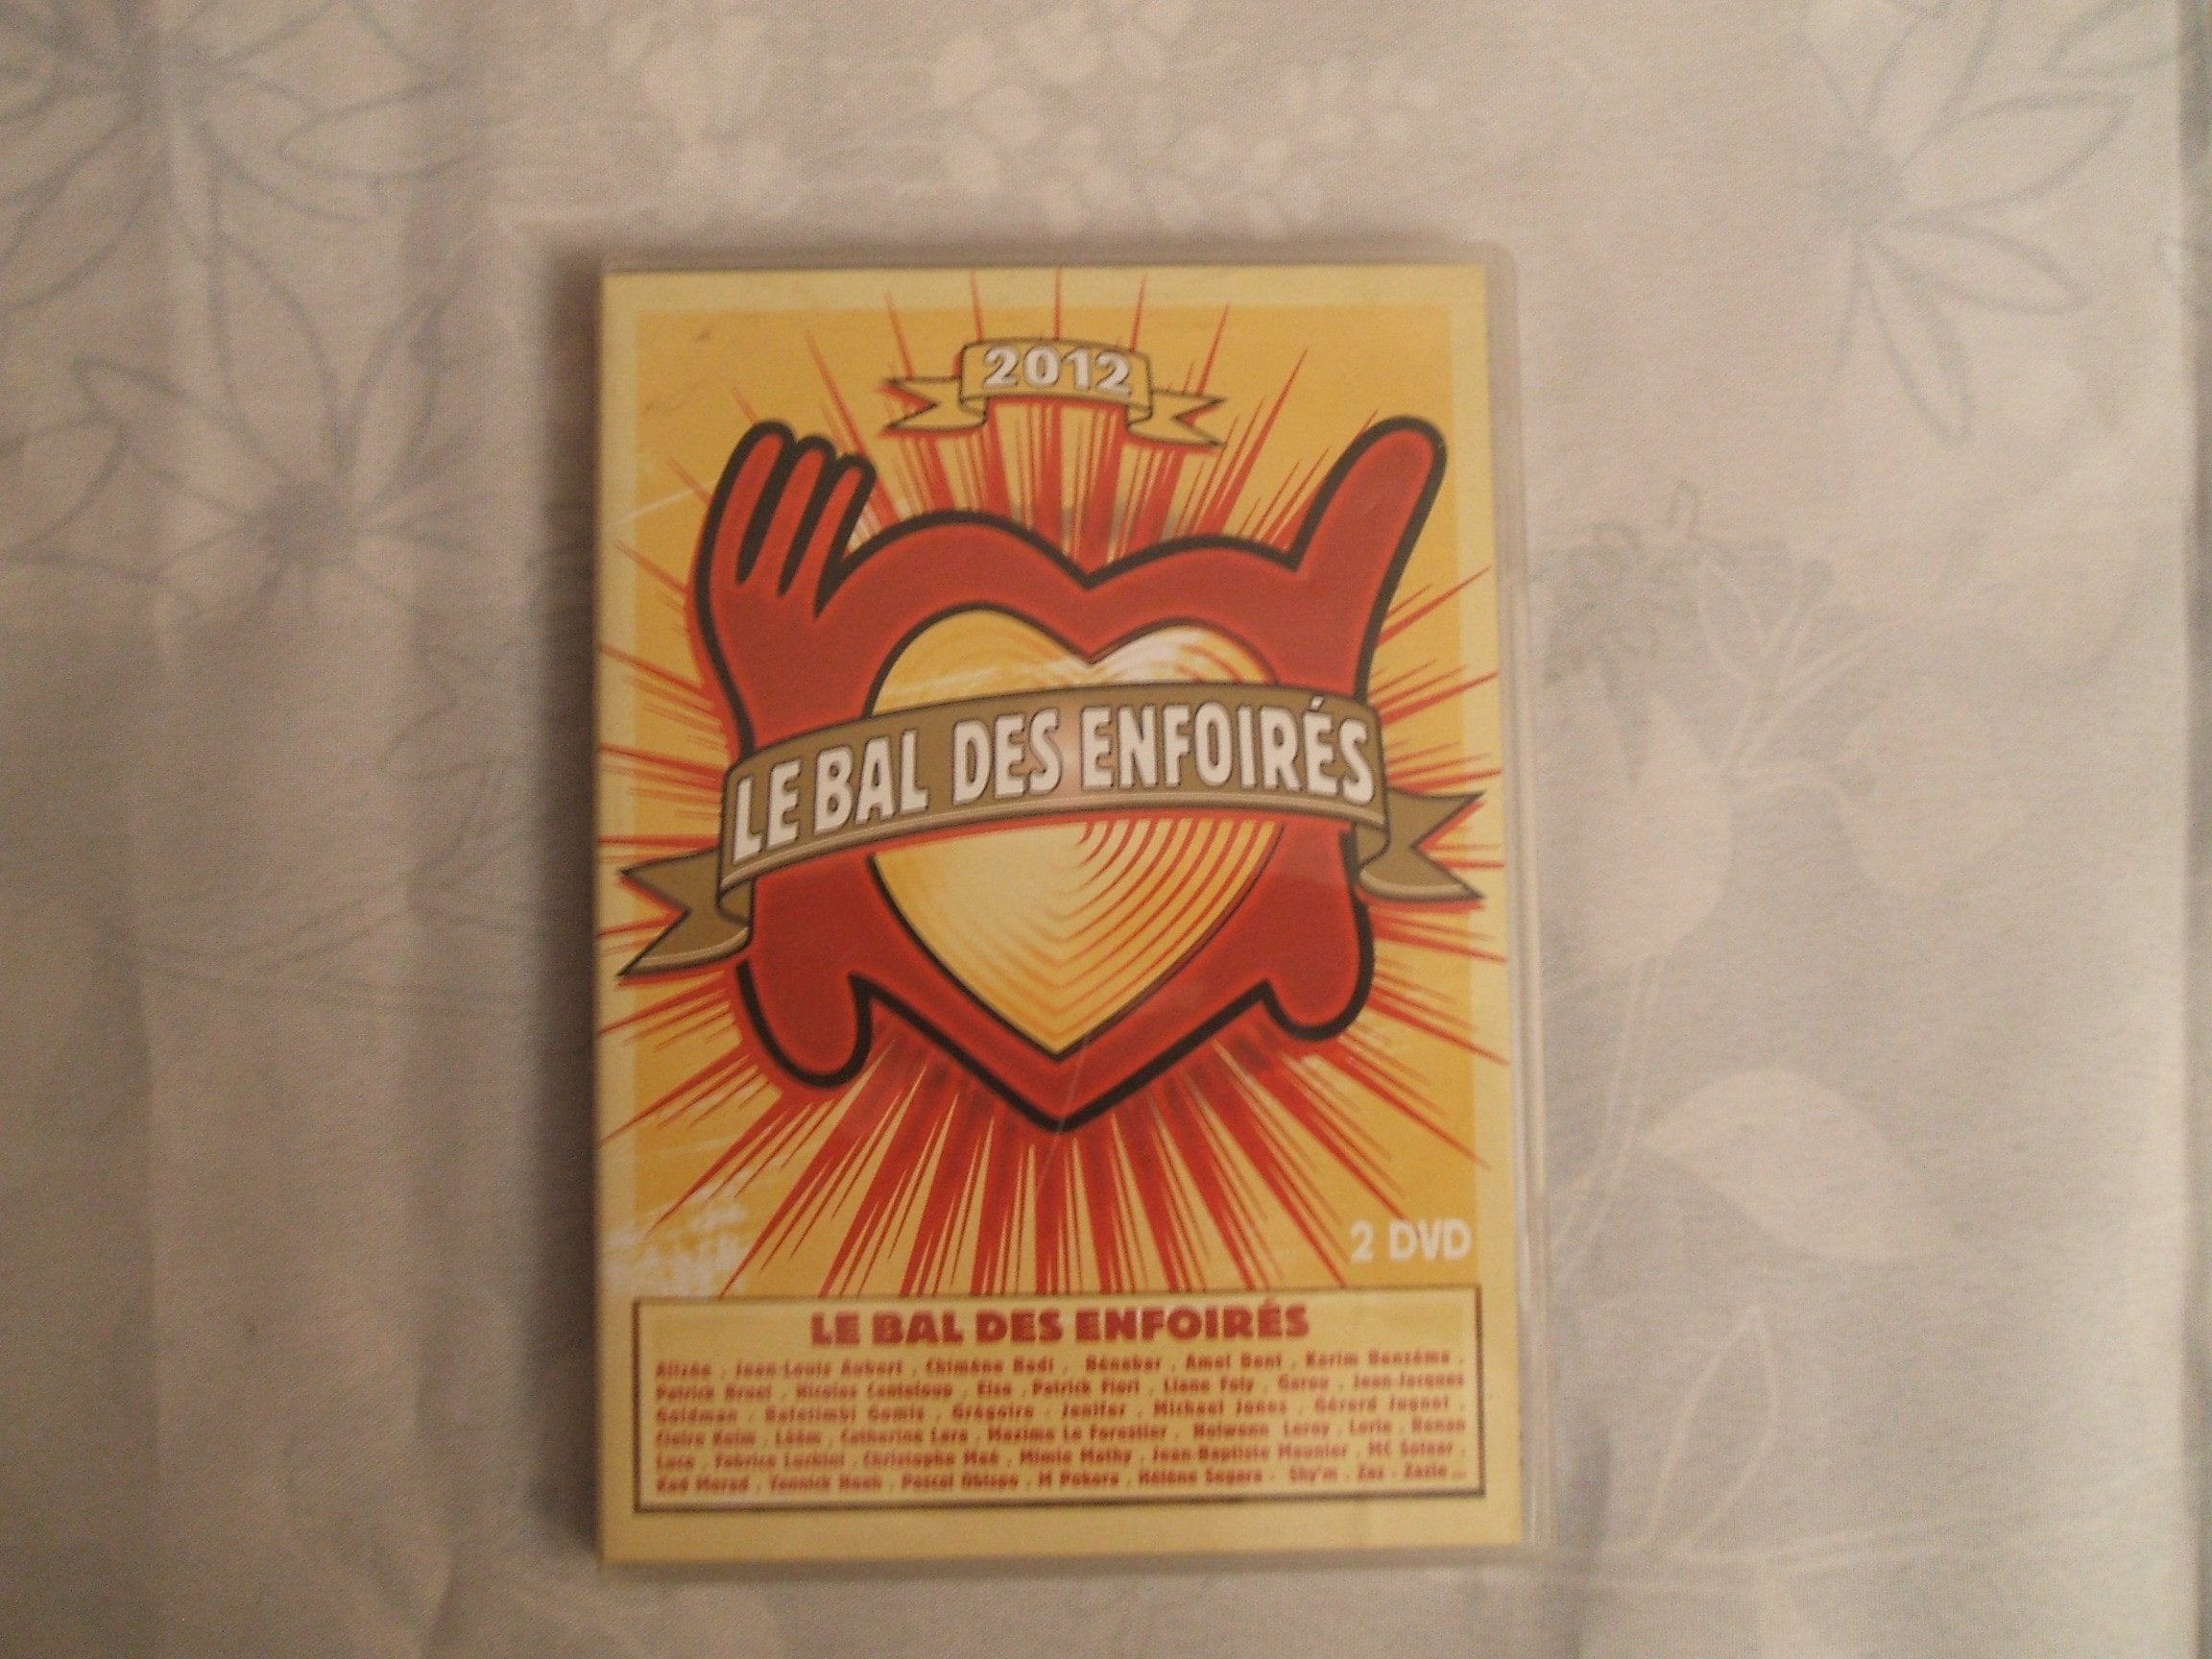 2012
LE BAL DES ENFOIRÉS
2 DVD
LE BAL DES ENFOIRÉS
Alizée . Jean-Louis Aubert . Chimène Badi . Bénabar . Amel Bent . Karim Benzéma .
Patrick Bruel . Nicolas Canteloup . Elsa . Patrick Fiori . Liane Foly . Garou . Jean-Jacques
Goldman . Bafetimbi Gomis . Grégoire . Jenifer . Michael Jones . Gérard Jugnot .
Claire Keim . Lââm . Catherine Lara . Maxime Le Forestier . Nolwenn Leroy . Lorie . Renan
Luce . Fabrice Luchini . Christophe Maé . Mimie Mathy . Jean-Baptiste Maunier . MC Solaar .
Kad Merad . Yannick Noah . Pascal Obispo . M Pokora . Hélène Segara . Shy'm . Zaz . Zazie ...